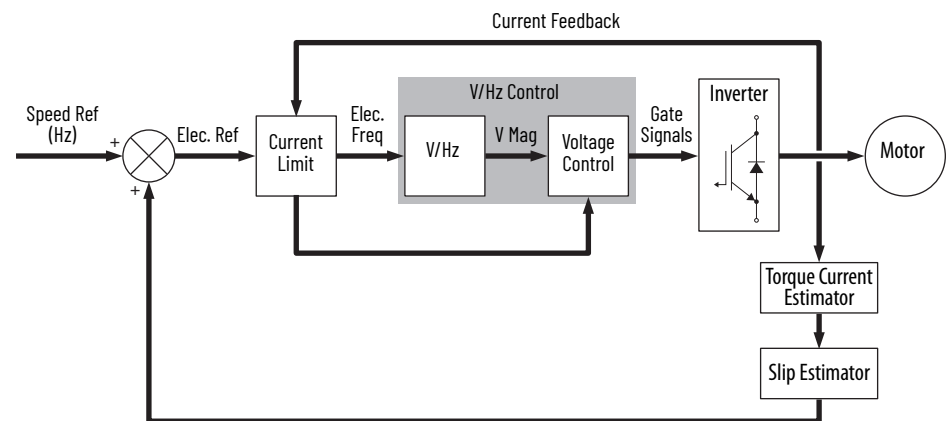 Current Feedback
V/Hz Control
Inverter
Speed Ref
(Hz)
Elec.
Freq
Gate
Signals
+
Elec. Ref
Current
Limit
V/Hz
V Mag
Voltage
Control
Motor
+
Torque Current
Estimator
Slip Estimator